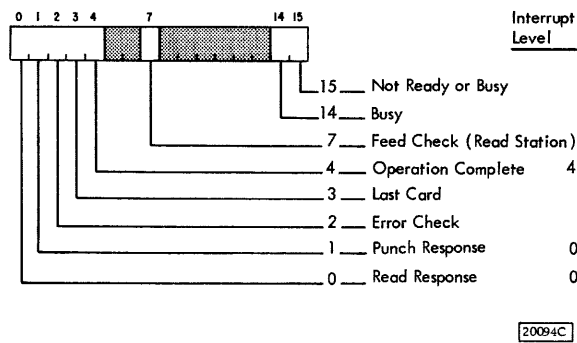 0 1 2 3 4 7 14 15
Interrupt
Level
15 Not Ready or Busy
14 Busy
7 Feed Check (Read Station)
4 Operation Complete 4
3 Last Card
2 Error Check
1 Punch Response 0
0 Read Response 0
20094C